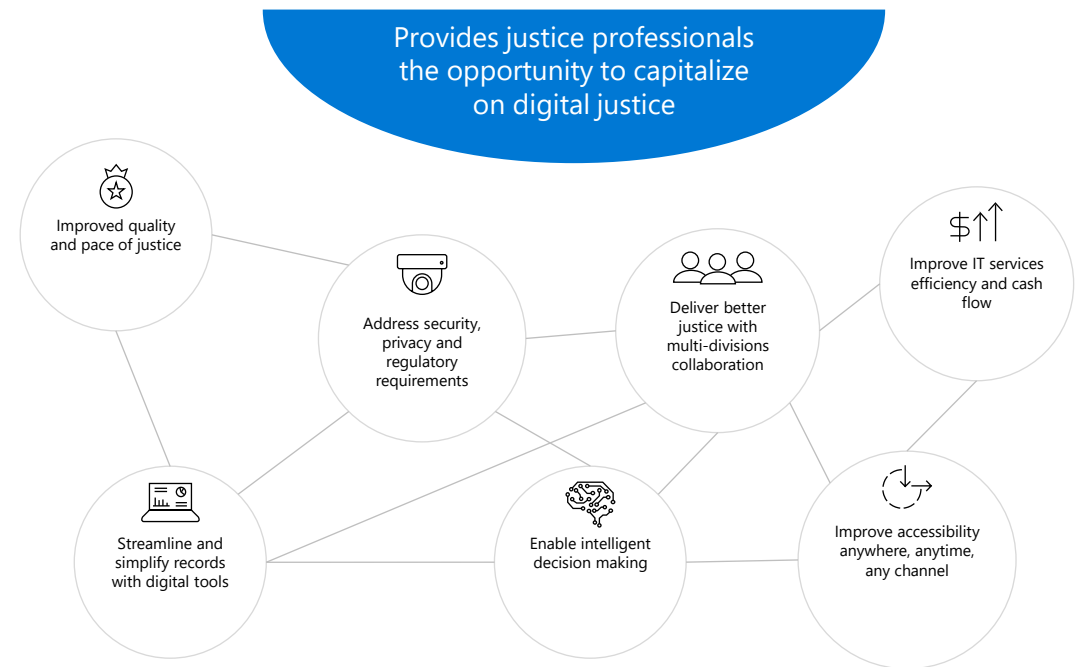 Provides justice professionals
the opportunity to capitalize
on digital justice
Improved quality
and pace of justice
Address security,
privacy and
regulatory
requirements
Deliver better
justice with
multi-divisions
collaboration
Improve IT services
efficiency and cash
flow
Streamline and
simplify records
with digital tools
Enable intelligent
decision making
Improve accessibility
anywhere, anytime,
any channel